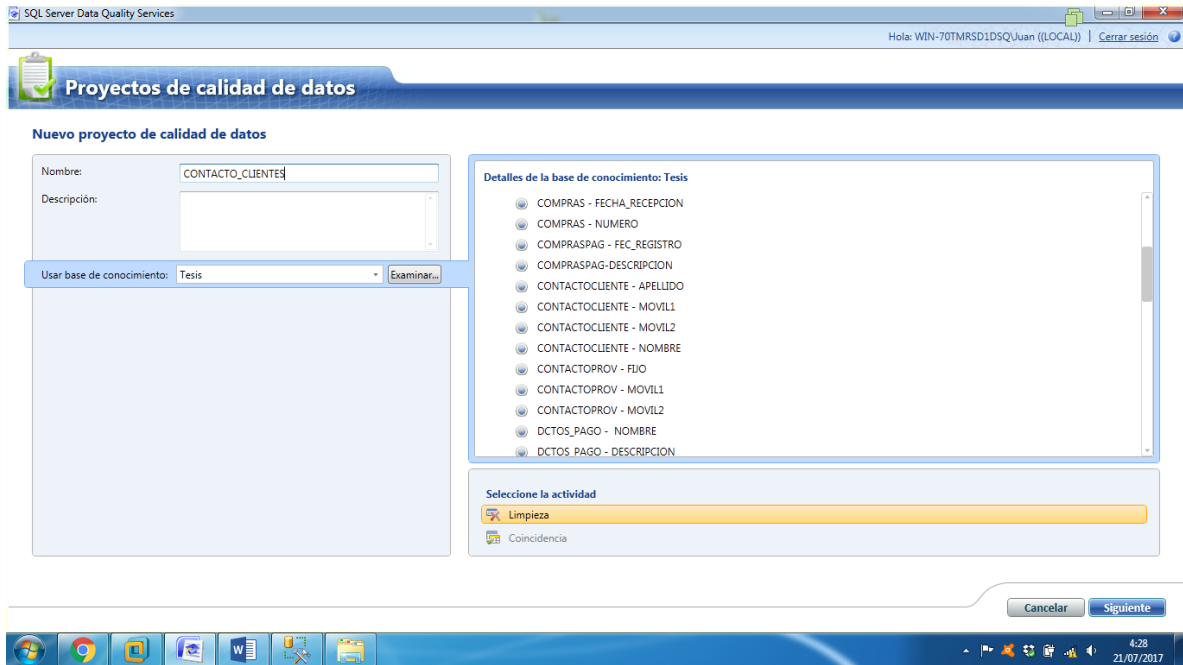 SQL Server Data Quality Services
Hola: WIN-70TMRSD1DSQ\Juan ((LOCAL)) | Cerrar sesión
Proyectos de calidad de datos
Nuevo proyecto de calidad de datos
Nombre: CONTACTO_CLIENTES
Descripción:
Usar base de conocimiento: Tesis Examinar...
Detalles de la base de conocimiento: Tesis
COMPRAS - FECHA_RECEPCION
COMPRAS - NUMERO
COMPRASPAG - FEC_REGISTRO
COMPRASPAG-DESCRIPCION
CONTACTOCLIENTE - APELLIDO
CONTACTOCLIENTE - MOVIL1
CONTACTOCLIENTE - MOVIL2
CONTACTOCLIENTE - NOMBRE
CONTACTOPROV - FIJO
CONTACTOPROV - MOVIL1
CONTACTOPROV - MOVIL2
DCTOS_PAGO - NOMBRE
DCTOS_PAGO - DESCRIPCION
Seleccione la actividad
Limpieza
Coincidencia
Cancelar Siguiente
4:28
21/07/2017